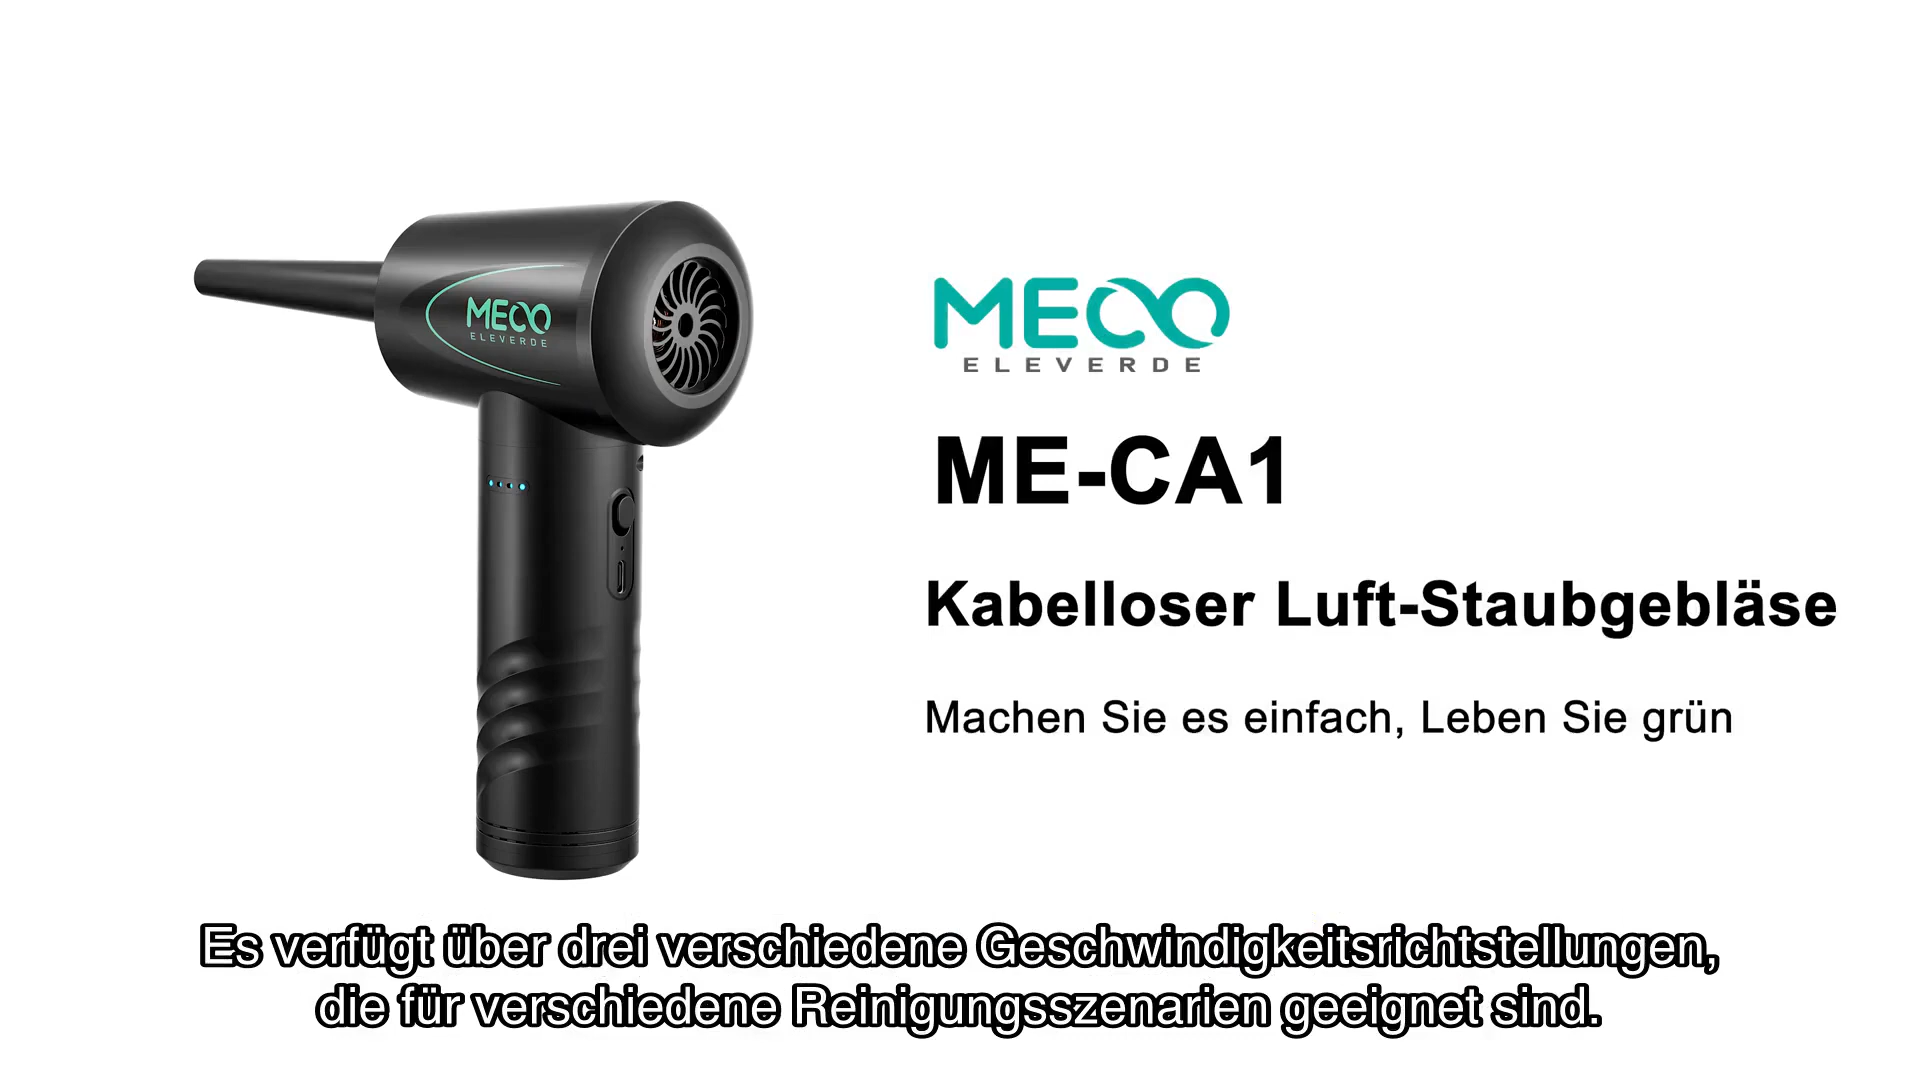 MECO
ELEVERDE
MECO
ELEVERDE
ME-CA1
Kabelloser Luft-Staubgebläse
Machen Sie es einfach, Leben Sie grün
Es verfügt über drei verschiedene Geschwindigkeitsrichtstellungen,
die für verschiedene Reinigungsszenarien geeignet sind.